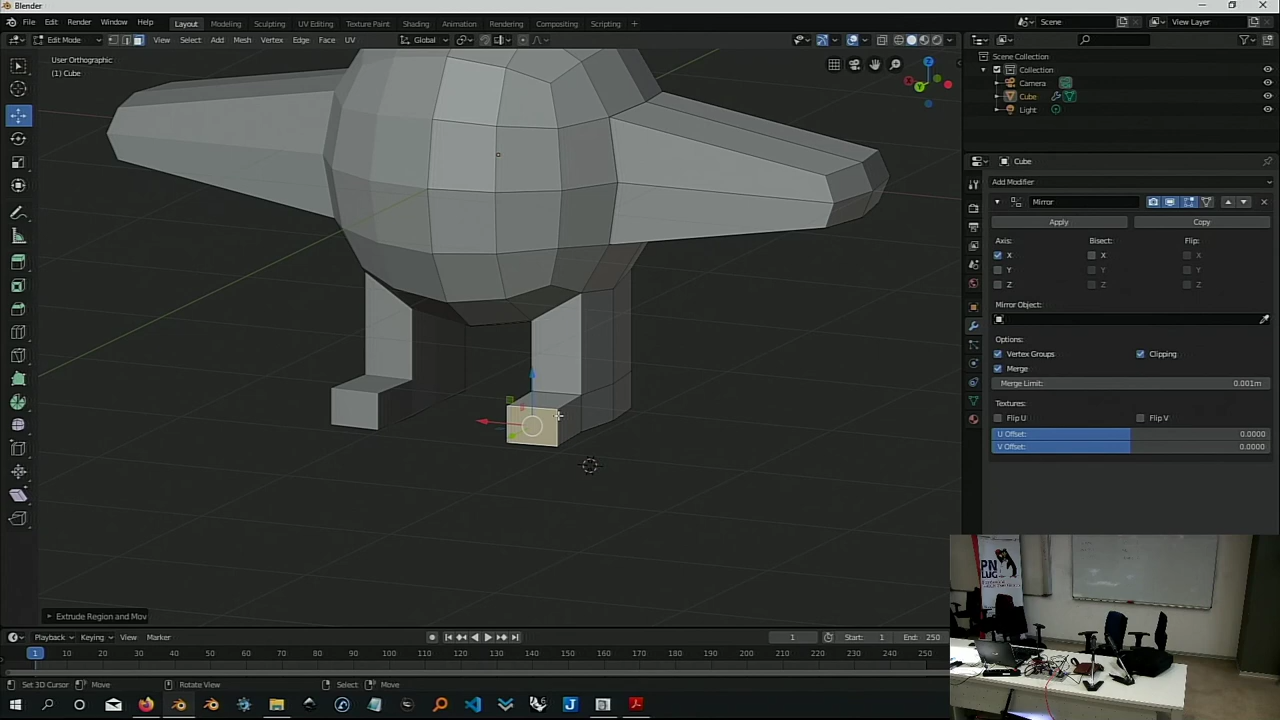 Blender
File Edit Render Window Help
Layout Modeling Sculpting UV Editing Texture Paint Shading Animation Rendering Compositing Scripting +
Scene
View Layer
Edit Mode
View Select Add Mesh Vertex Edge Face UV
Global
User Orthographic
(1) Cube
Z
Y
Scene Collection
Collection
Camera
Cube
Light
Cube
Add Modifier
Mirror
Apply Copy
Axis: Bisect: Flip:
X X X
Y Y Y
Z Z Z
Mirror Object:
Options:
Vertex Groups Clipping
Merge
Merge Limit: 0.001m
Textures:
Flip U Flip V
U Offset: 0.0000
V Offset: 0.0000
Extrude Region and Mov
PN
LUG
Playback Keying View Marker
1 Start: 1 End: 250
1 10 20 30 40 50 60 70 80 90 100 110 120 130 140 150 160 170 180 190 200 210 220 230 240 250
Set 3D Cursor Move Rotate View Select Move